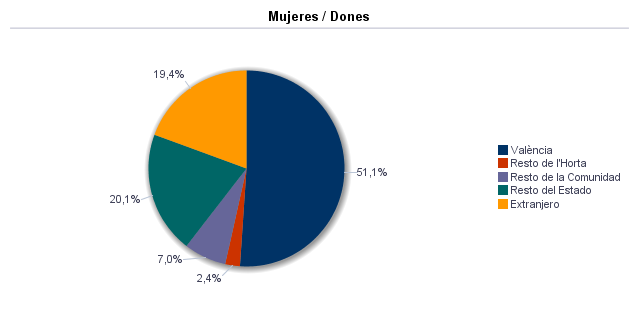 Mujeres / Dones
19,4%
51,1%
20,1%
7,0%
2,4%
València
Resto de l'Horta
Resto de la Comunidad
Resto del Estado
Extranjero